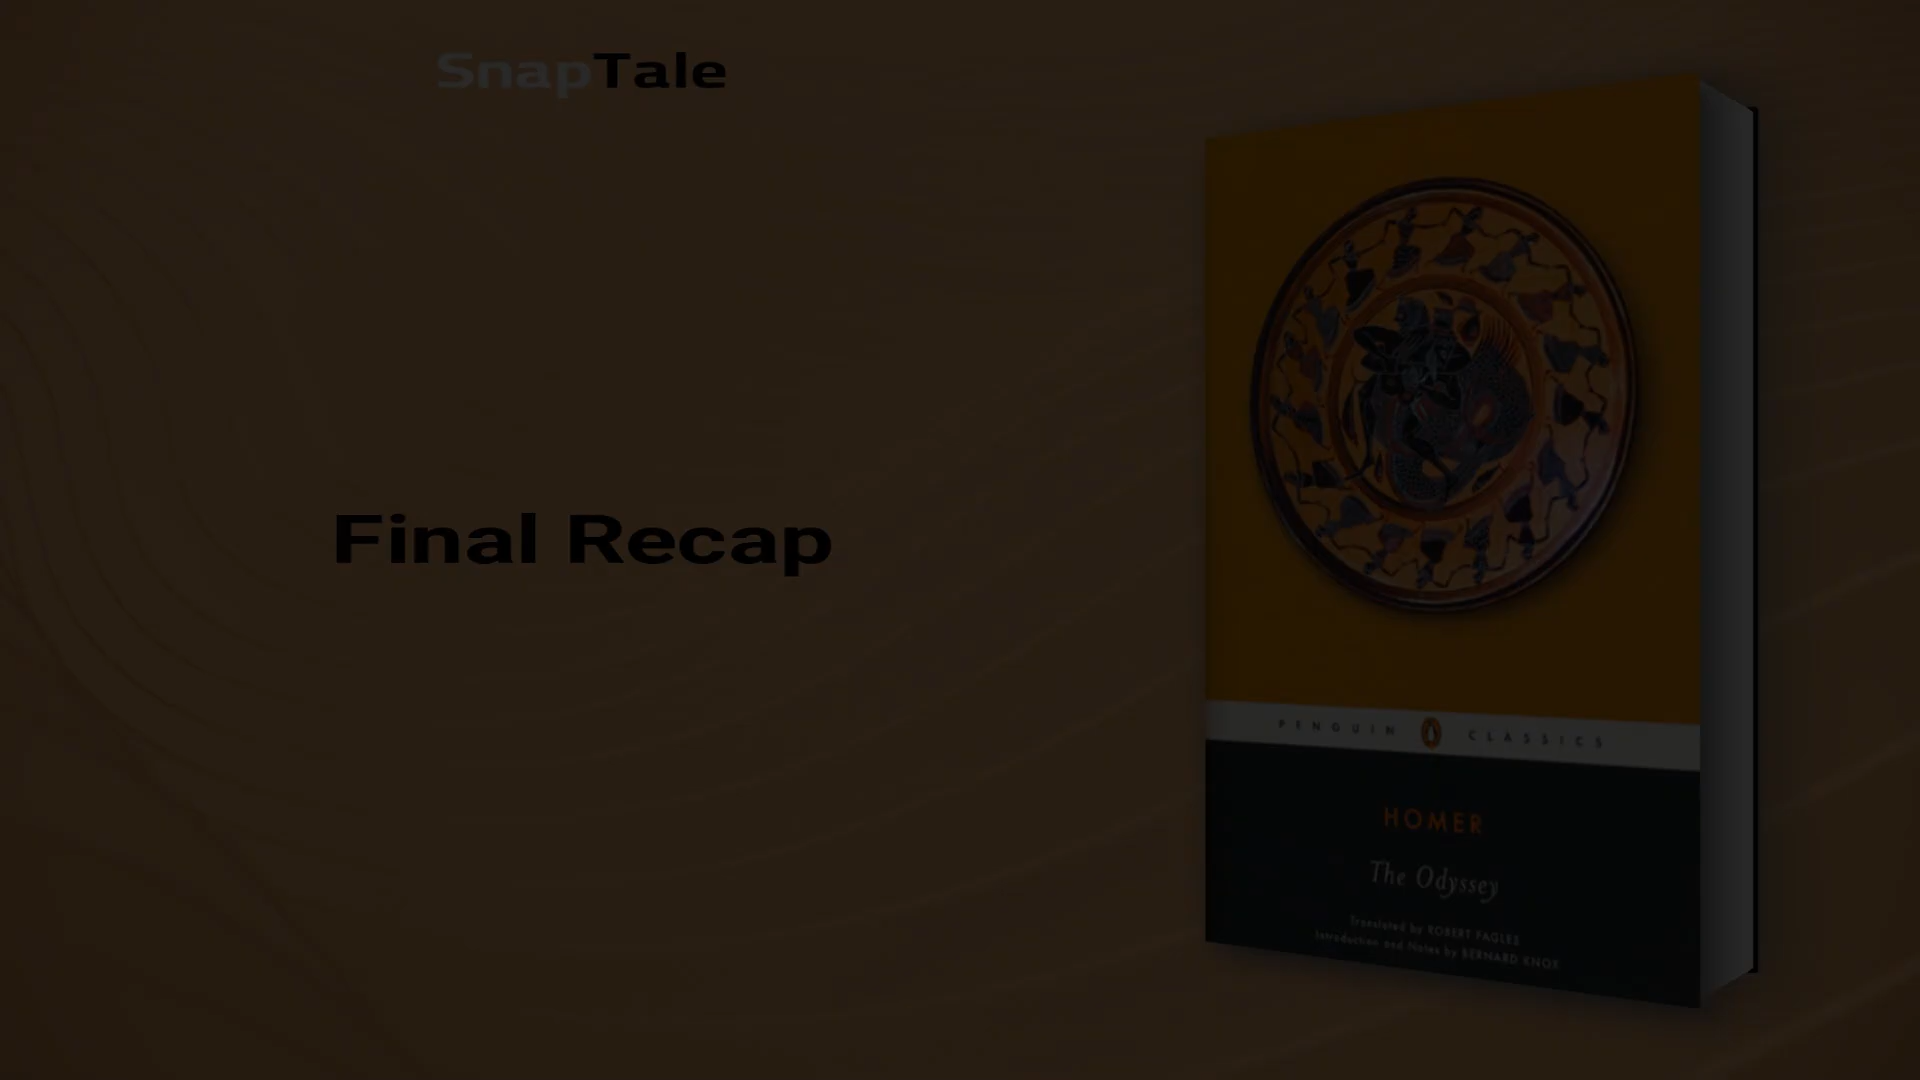 SnapTale
Final Recap
PENGUIN CLASSICS
HOMER
The Odyssey
Translated by ROBERT FAGLES
Introduction and Notes by BERNARD KNOX